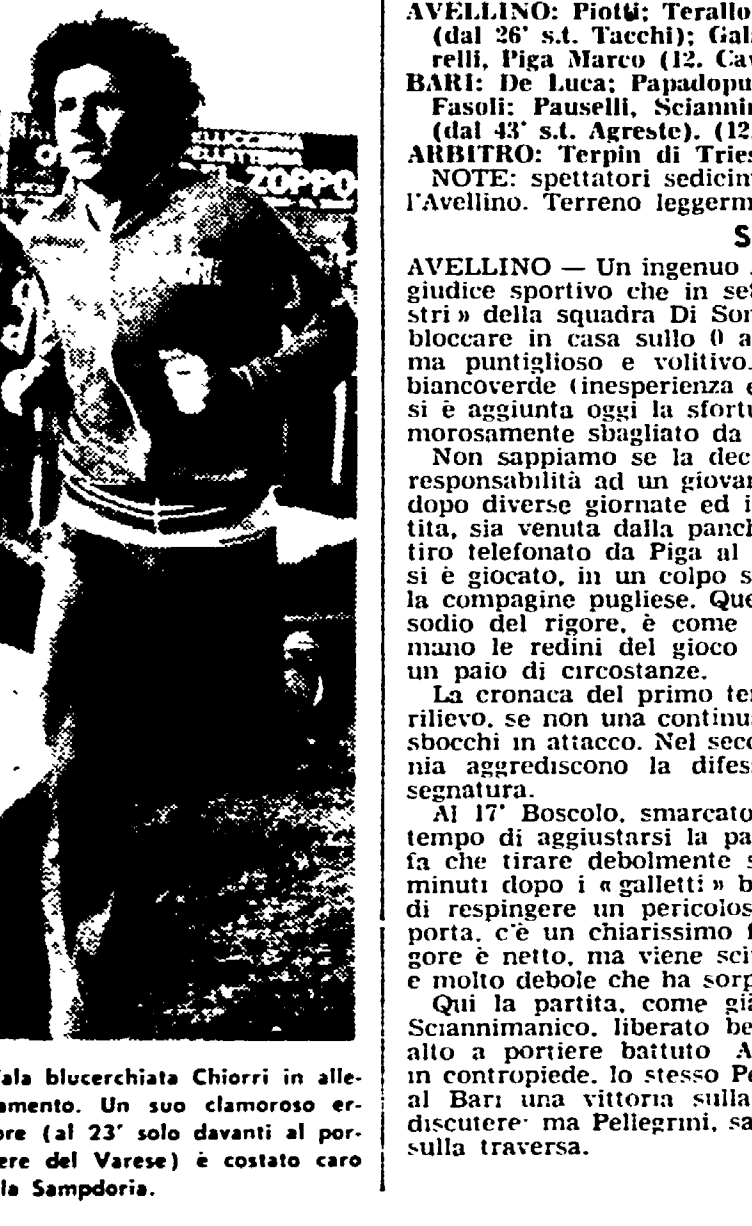 ZOPPO
'ala blucerchiata Chiorri in alle-
amento. Un suo clamoroso er-
ore (al 23' solo davanti al por-
ere del Varese) è costato caro
la Sampdoria.
AVELLINO: Piotti; Terallo
(dal 26' s.t. Tacchi); Gal
relli, Piga Marco (12. Ca
BARI: De Luca; Papadopu
Fasoli; Pauselli, Sciannin
(dal 43' s.t. Agreste). (12
ARBITRO: Terpin di Tries
NOTE: spettatori sedicin
l'Avellino. Terreno leggerm
S
AVELLINO — Un ingenuo
giudice sportivo che in set
stri » della squadra Di Son
bloccare in casa sullo 0 a
ma puntiglioso e volitivo.
biancoverde (inesperienza e
si è aggiunta oggi la sfortu
morosamente sbagliato da
Non sappiamo se la dec
responsabilità ad un giovan
dopo diverse giornate ed i
tita, sia venuta dalla panch
tiro telefonato da Piga al
si è giocato, in un colpo s
la compagine pugliese. Que
sodio del rigore, è come
mano le redini del gioco
un paio di circostanze.
La cronaca del primo te
rilievo, se non una continu
sbocchi in attacco. Nel seco
nia aggrediscono la difes
segnatura.
Al 17' Boscolo, smarcato
tempo di aggiustarsi la pa
fa che tirare debolmente s
minuti dopo i « galletti » b
di respingere un pericolos
porta, c'è un chiarissimo f
gore è netto, ma viene sci
e molto debole che ha sorp
Qui la partita, come già
Sciannimanico, liberato be
alto a portiere battuto A
in contropiede, lo stesso Pe
al Bari una vittoria sulla
discutere· ma Pellegrini, sa
sulla traversa.